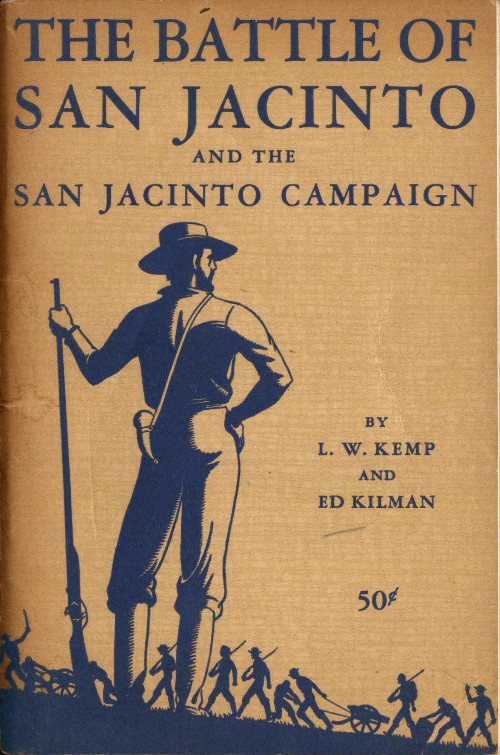 THE BATTLE OF
SAN JACINTO
AND THE
SAN JACINTO CAMPAIGN
BY
L. W. KEMP
AND
ED KILMAN
50¢